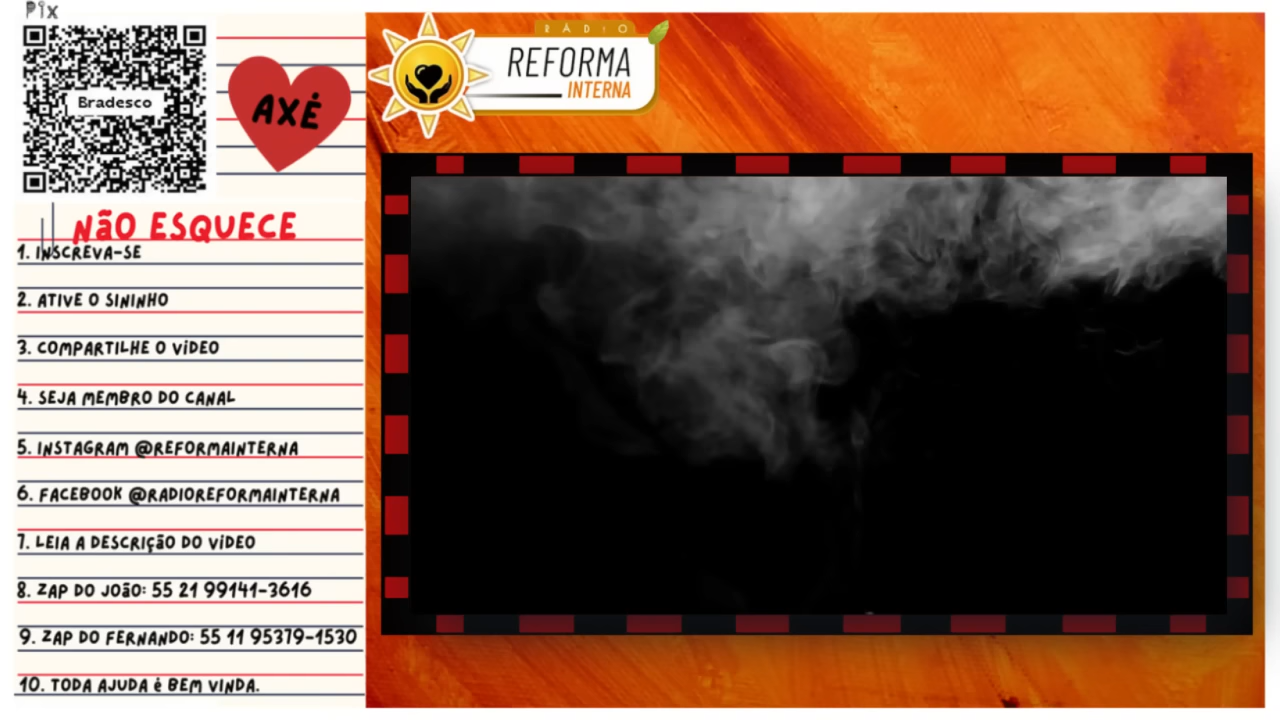 Pix
Bradesco
AXÉ
RÁDIO
REFORMA
INTERNA
NãO ESQUECE
1. INSCREVA-SE
2. ATIVE O SININHO
3. COMPARTILHE O VíDEO
4. SEJA MEMBRO DO CANAL
5. INSTAGRAM @REFORMAINTERNA
6. FACEBOOK @RADIOREFORMAINTERNA
7. LEIA A DESCRIçãO DO VíDEO
8. ZAP DO JOãO: 55 21 99141-3616
9. ZAP DO FERNANDO: 55 11 95379-1530
10. TODA AJUDA é BEM VINDA.